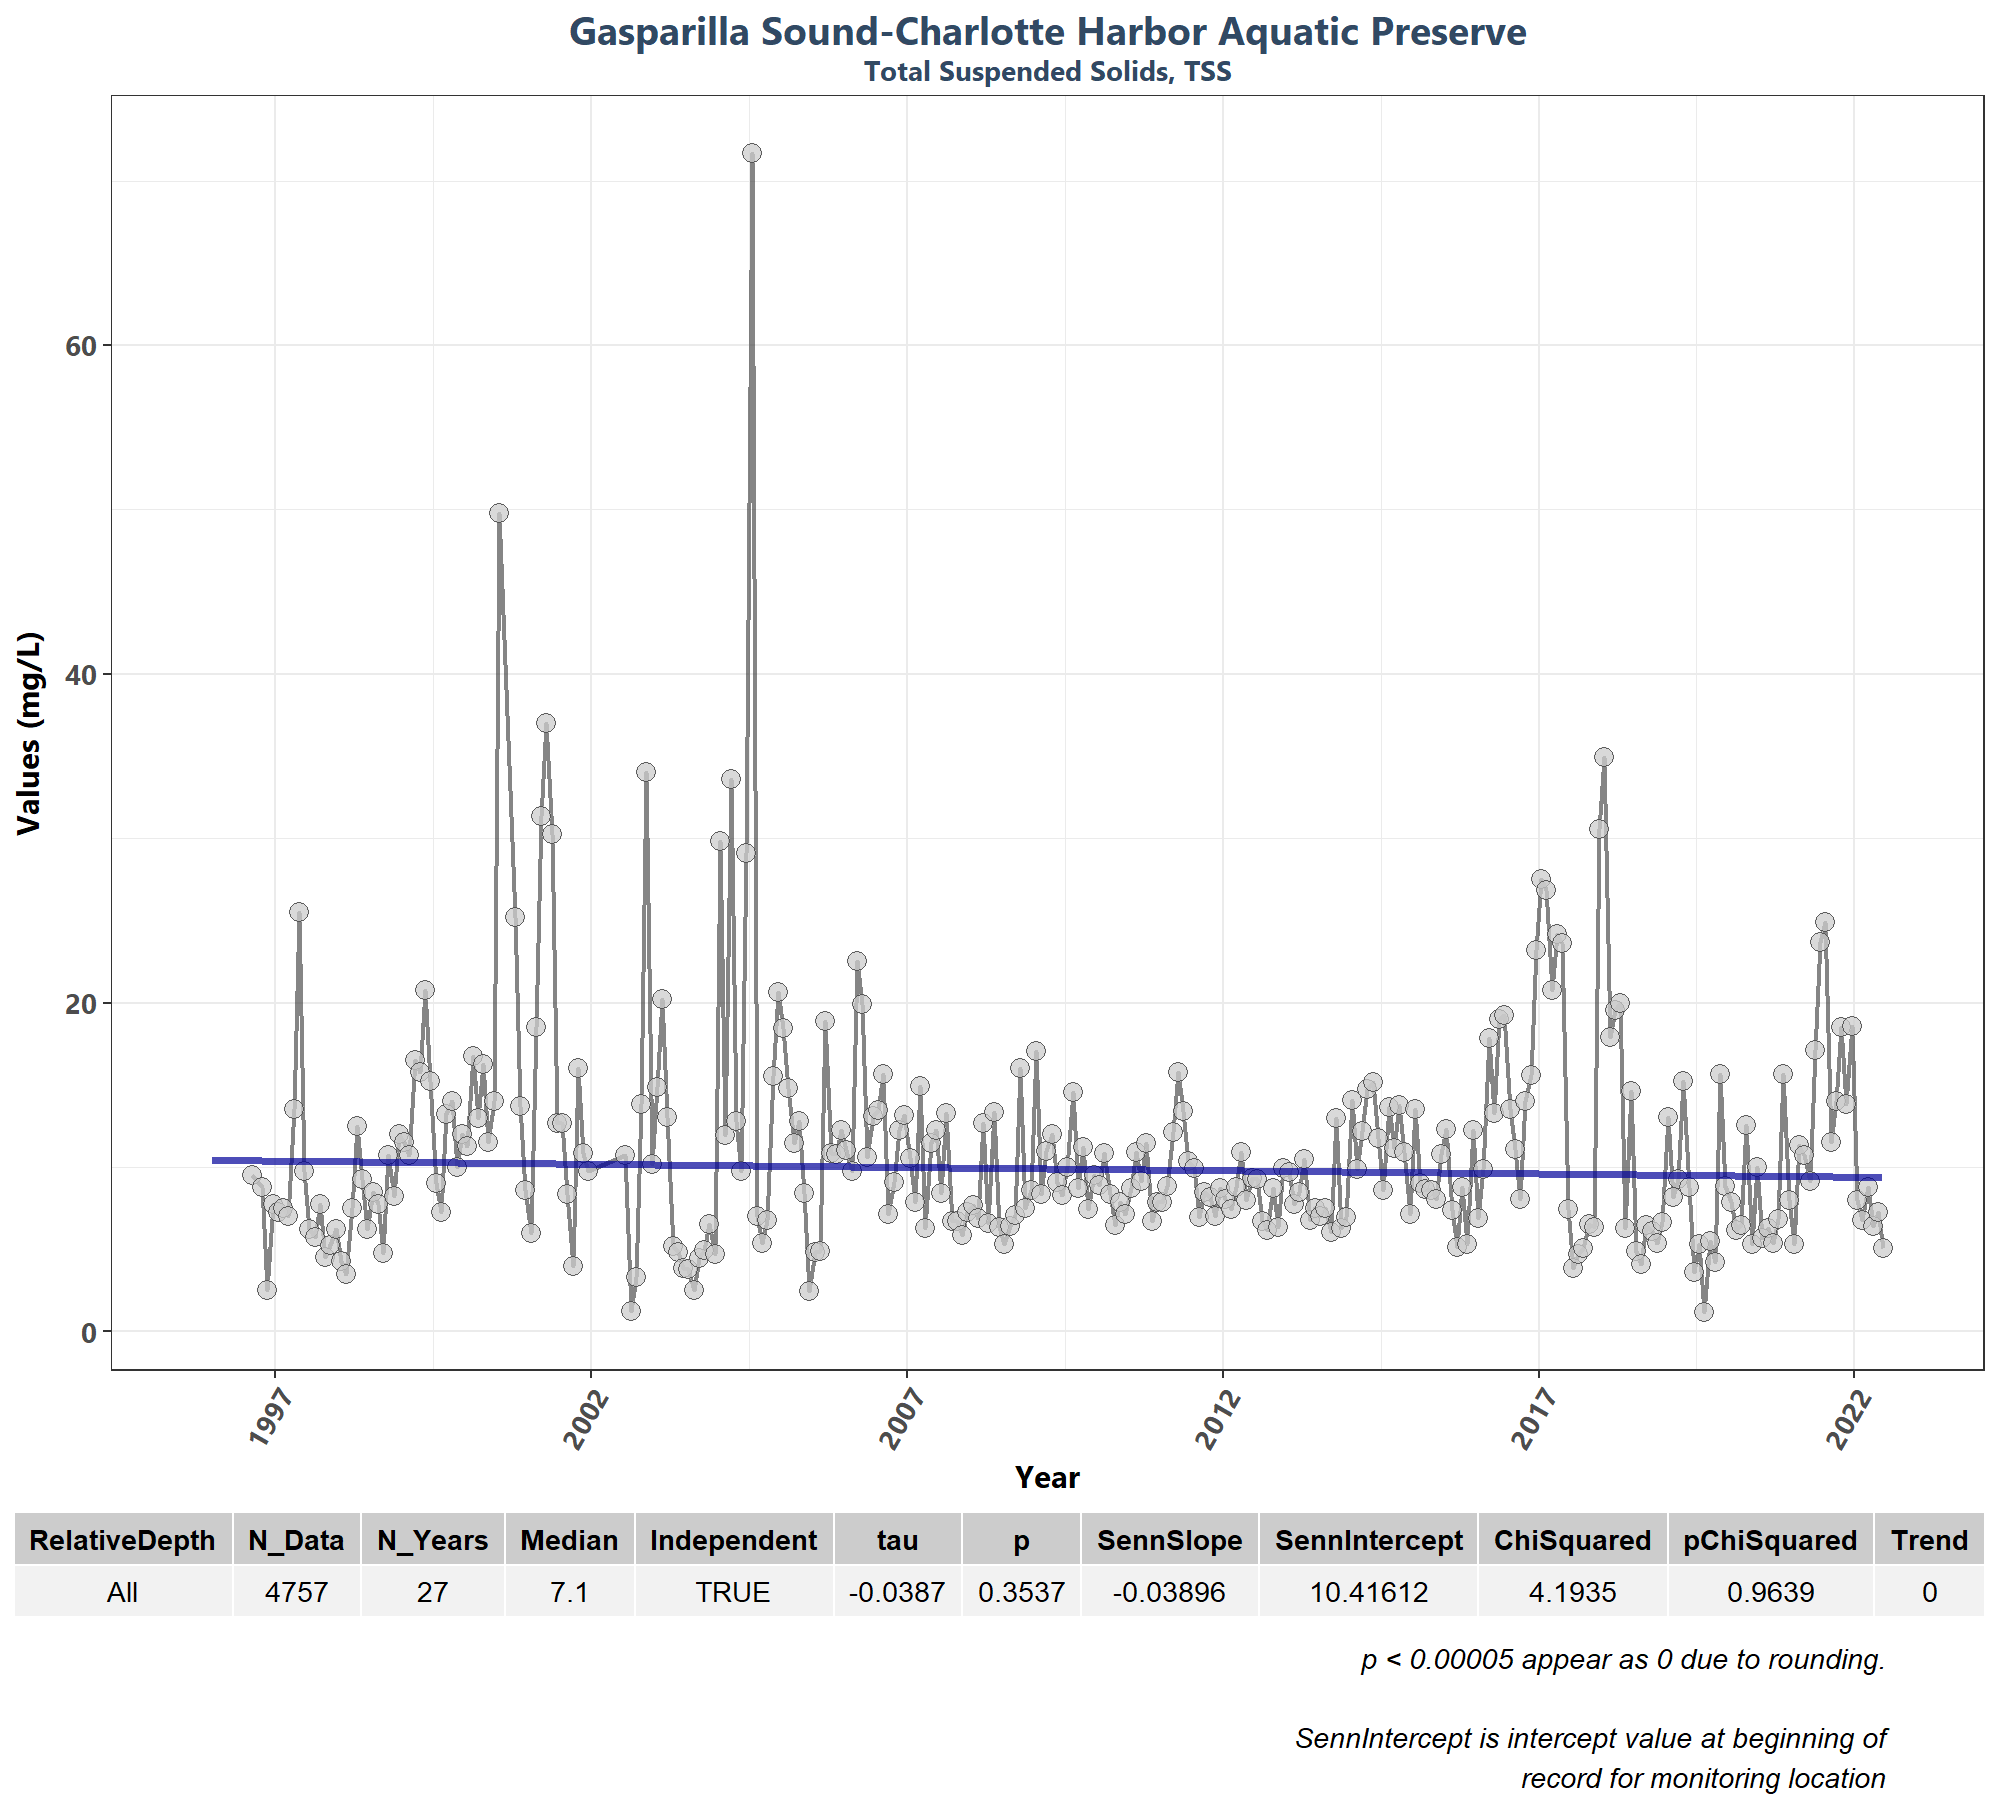 Gasparilla Sound-Charlotte Harbor Aquatic Preserve
Total Suspended Solids, TSS
Values (mg/L)
60
40
20
0
1997
2002
2007
2012
2017
2022
Year
RelativeDepth N_Data N_Years Median Independent tau p SennSlope SennIntercept ChiSquared pChiSquared Trend
All 4757 27 7.1 TRUE -0.0387 0.3537 -0.03896 10.41612 4.1935 0.9639 0
p < 0.00005 appear as 0 due to rounding.
SennIntercept is intercept value at beginning of
record for monitoring location